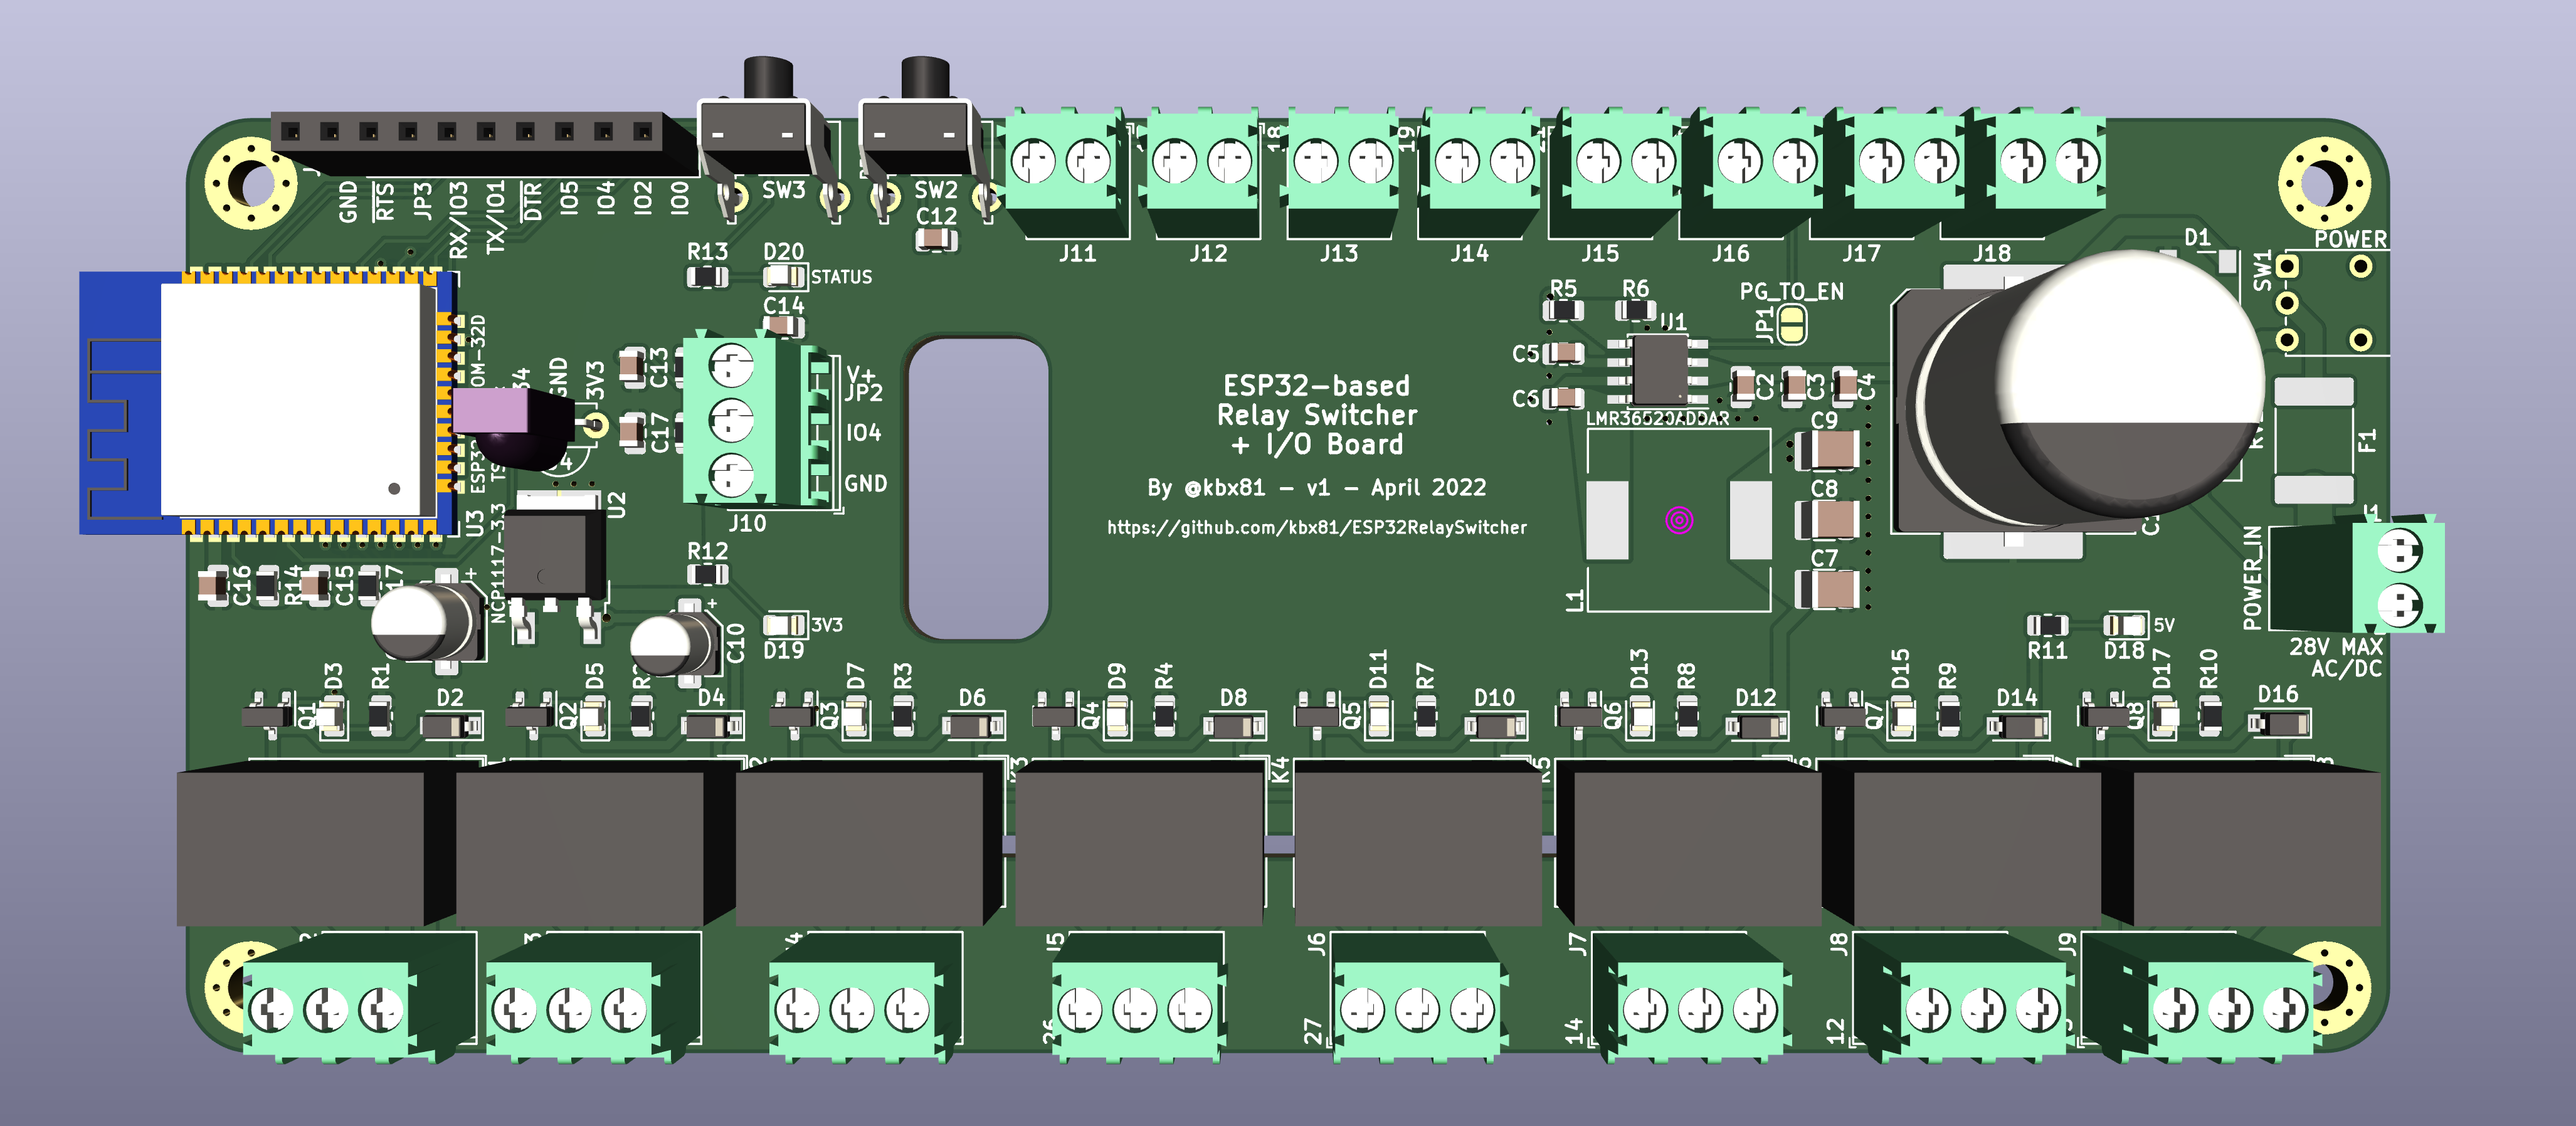 GND
RTS
JP3
RX/IO3
TX/IO1
DTR
IO5
IO4
IO2
IO0
SW3
SW2
C12
J11
J12
J13
J14
J15
J16
J17
J18
18
19
R13
D20
STATUS
C14
C13
C17
V+
JP2
IO4
GND
J10
GND
3V3
U2
U3
NCP1117-3.3
R12
3V3
D19
C10
C16
R14
C15
ESP32-based
Relay Switcher
+ I/O Board
By @kbx81 - v1 - April 2022
https://github.com/kbx81/ESP32RelaySwitcher
R5
R6
U1
C5
C6
LMR36520ADDAR
PG_TO_EN
JP1
C2
C3
C4
C9
C8
C7
L1
D1
POWER
SW1
F1
POWER_IN
28V MAX
AC/DC
5V
R11
D18
Q1
D3
R1
D2
Q2
D5
D4
Q3
D7
R3
D6
Q4
D9
R4
D8
Q5
D11
R7
D10
Q6
D13
R8
D12
Q7
D15
R9
D14
Q8
D17
R10
D16
K4
J6
J7
J8
J9
26
27
14
12